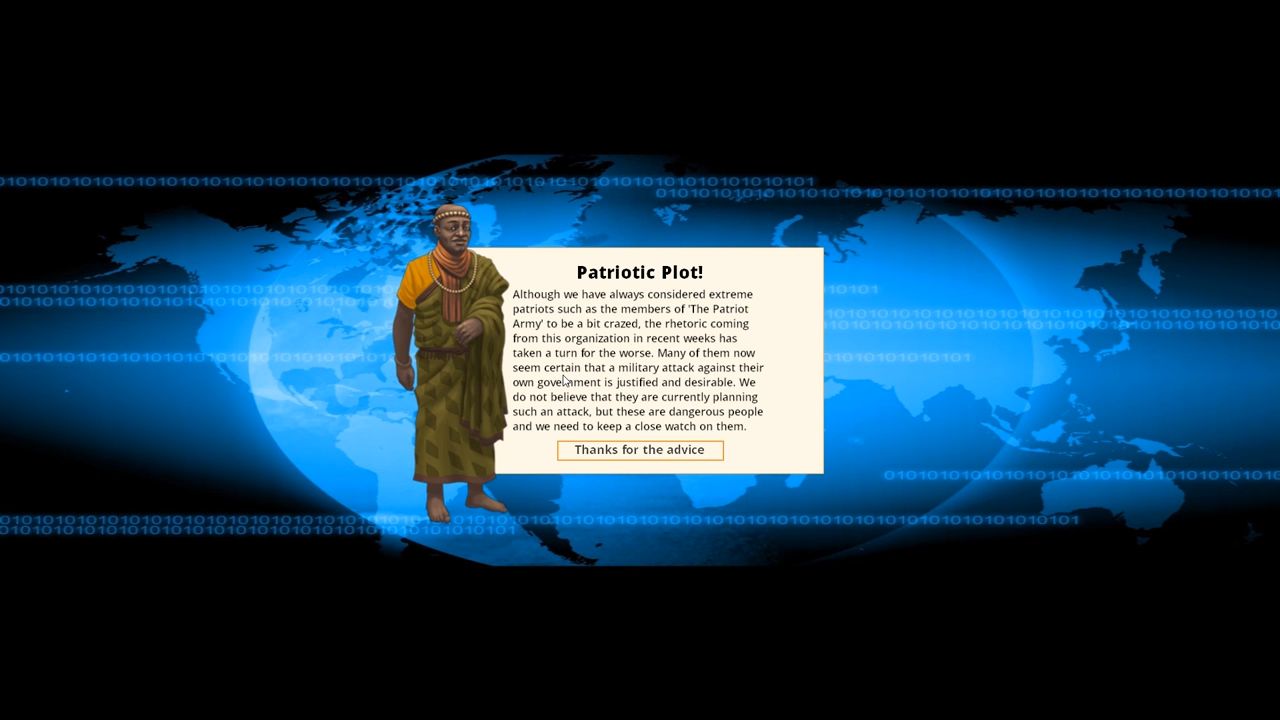 Patriotic Plot!
Although we have always considered extreme
patriots such as the members of 'The Patriot
Army' to be a bit crazed, the rhetoric coming
from this organization in recent weeks has
taken a turn for the worse. Many of them now
seem certain that a military attack against their
own government is justified and desirable. We
do not believe that they are currently planning
such an attack, but these are dangerous people
and we need to keep a close watch on them.
Thanks for the advice